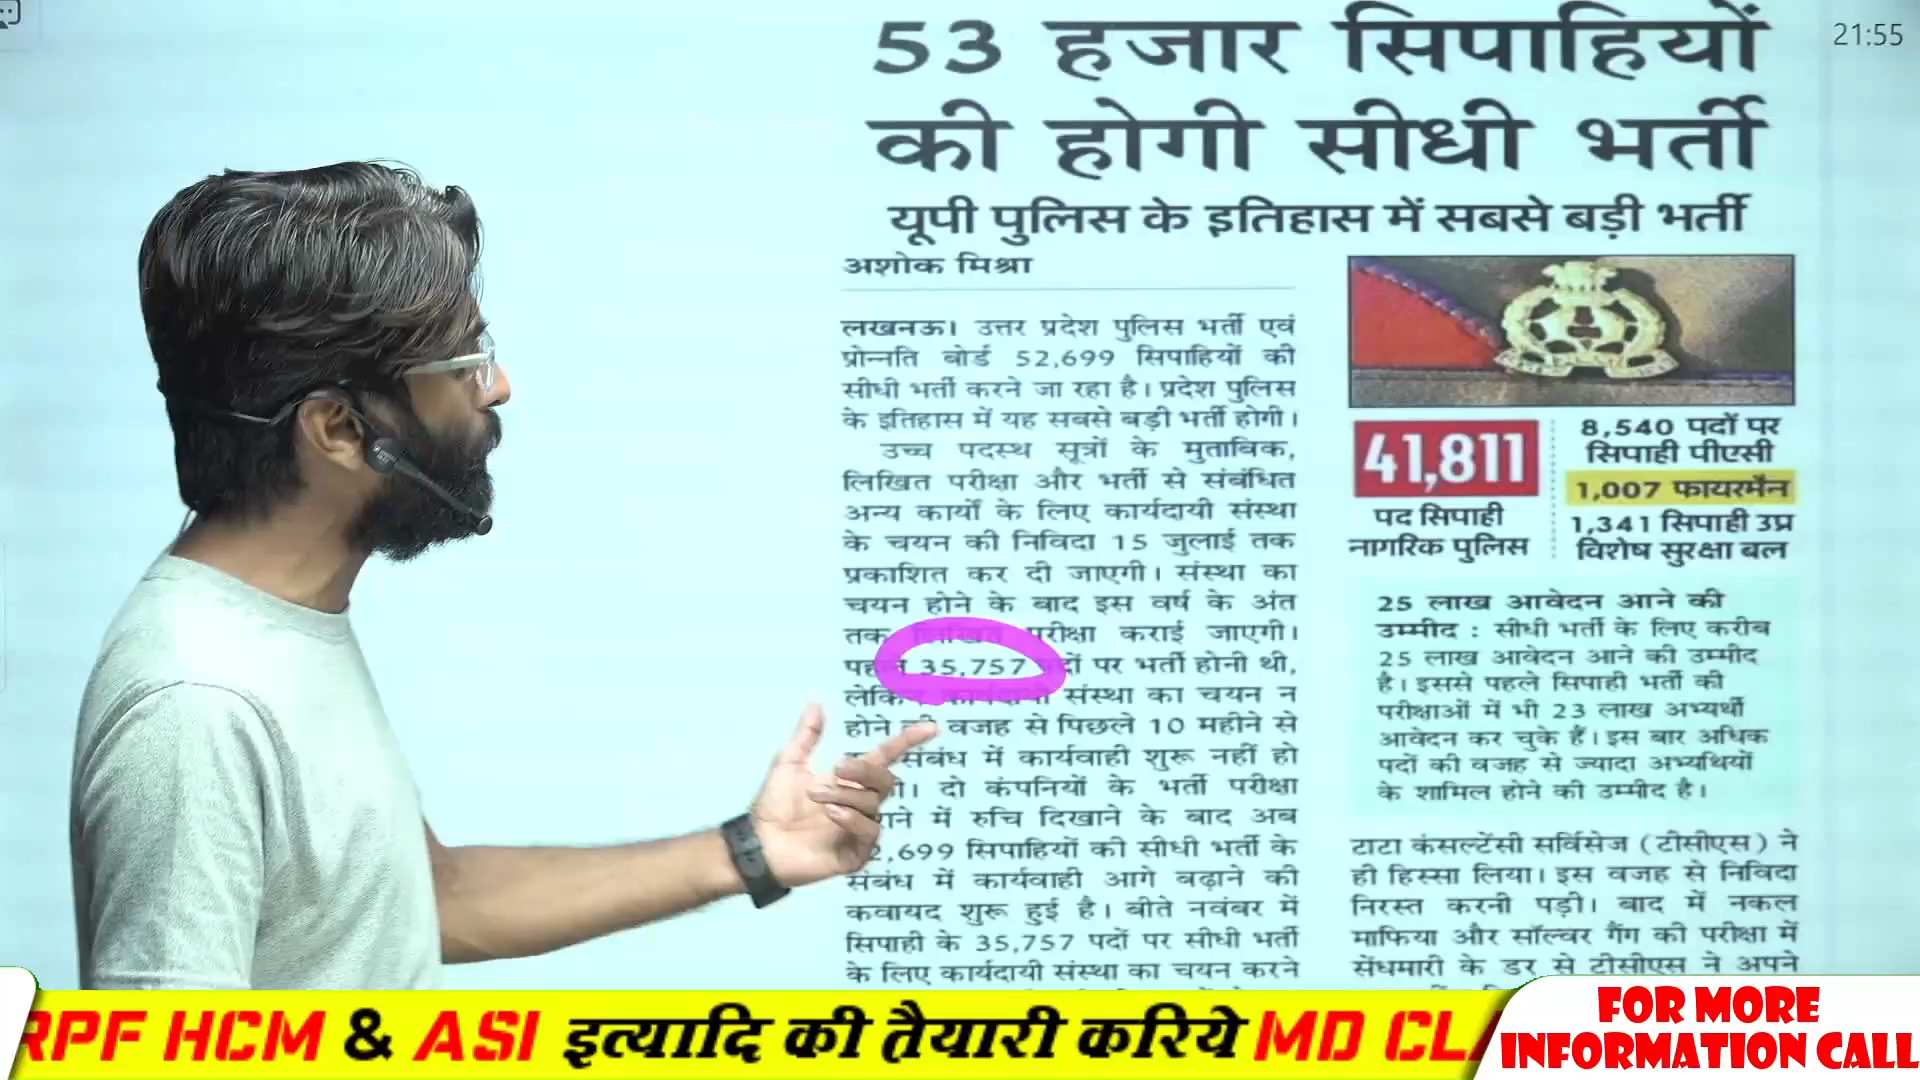 21:55
53 हजार सिपाहियों
की होगी सीधी भर्ती
यूपी पुलिस के इतिहास में सबसे बड़ी भर्ती
अशोक मिश्रा
लखनऊ। उत्तर प्रदेश पुलिस भर्ती एवं
प्रोन्नति बोर्ड 52,699 सिपाहियों की
सीधी भर्ती करने जा रहा है। प्रदेश पुलिस
के इतिहास में यह सबसे बड़ी भर्ती होगी।
उच्च पदस्थ सूत्रों के मुताबिक,
लिखित परीक्षा और भर्ती से संबंधित
अन्य कार्यों के लिए कार्यदायी संस्था
के चयन की निविदा 15 जुलाई तक
प्रकाशित कर दी जाएगी। संस्था का
चयन होने के बाद इस वर्ष के अंत
तक लिखित परीक्षा कराई जाएगी।
35,757 पर भर्ती होनी थी,
संस्था का चयन न
होने वजह से पिछले 10 महीने से
संबंध में कार्यवाही शुरू नहीं हो
दो कंपनियों के भर्ती परीक्षा
में रुचि दिखाने के बाद अब
2,699 सिपाहियों की सीधी भर्ती के
संबंध में कार्यवाही आगे बढ़ाने की
कवायद शुरू हुई है। बीते नवंबर में
सिपाही के 35,757 पदों पर सीधी भर्ती
के लिए कार्यदायी संस्था का चयन करने
41,811
पद सिपाही
नागरिक पुलिस
8,540 पदों पर
सिपाही पीएसी
1,007 फायरमैन
1,341 सिपाही उप्र
विशेष सुरक्षा बल
25 लाख आवेदन आने की
उम्मीद : सीधी भर्ती के लिए करीब
25 लाख आवेदन आने की उम्मीद
है। इससे पहले सिपाही भर्ती की
परीक्षाओं में भी 23 लाख अभ्यर्थी
आवेदन कर चुके हैं। इस बार अधिक
पदों की वजह से ज्यादा अभ्यथियों
के शामिल होने की उम्मीद है।
टाटा कंसल्टेंसी सर्विसेज (टीसीएस) ने
ही हिस्सा लिया। इस वजह से निविदा
निरस्त करनी पड़ी। बाद में नकल
माफिया और सॉल्वर गैंग की परीक्षा में
सेंधमारी के डर से टीसीएस ने अपने
RPF HCM & ASI इत्यादि की तैयारी करिये MD CL
FOR MORE
INFORMATION CALL